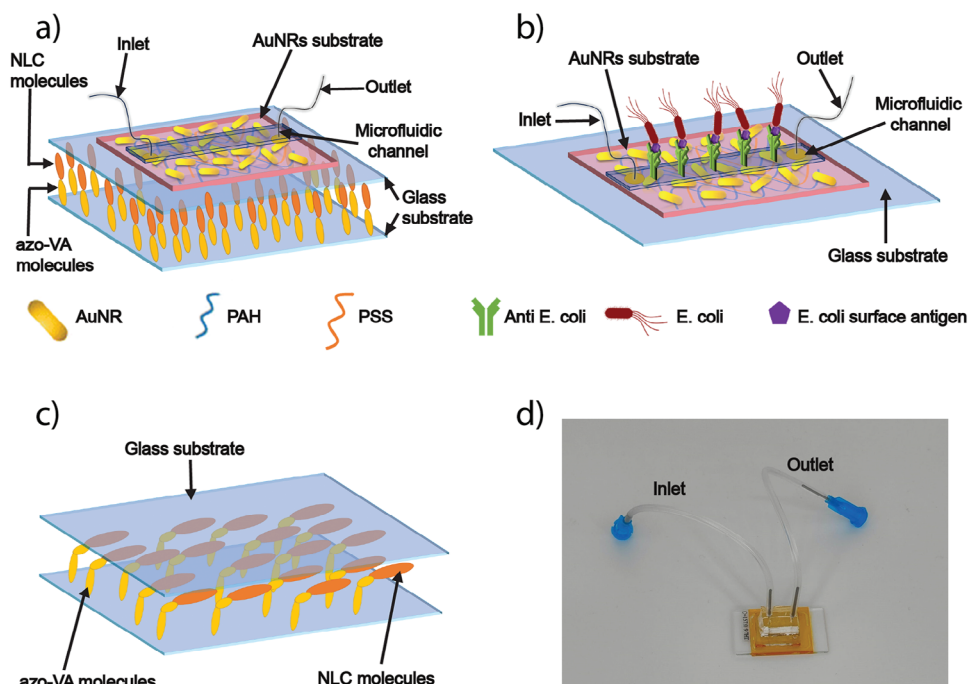 a)
Inlet
AuNRs substrate
NLC
molecules
Outlet
Microfluidic
channel
Glass
substrate
azo-VA
molecules
b)
AuNRs substrate
Outlet
Inlet
Microfluidic
channel
Glass substrate
AuNR
PAH
PSS
Anti E. coli
E. coli
E. coli surface antigen
c)
Glass substrate
azo-VA molecules
NLC molecules
d)
Inlet
Outlet